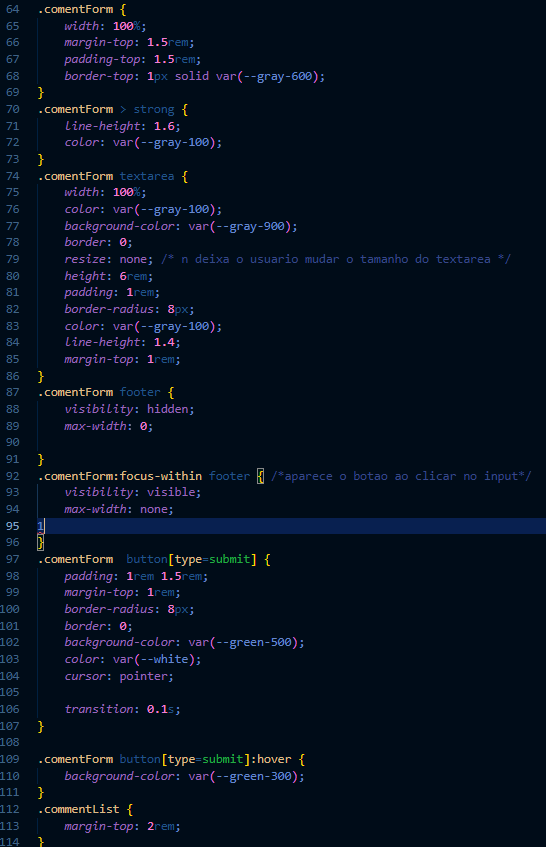 64 .comentForm {
65 width: 100%;
66 margin-top: 1.5rem;
67 padding-top: 1.5rem;
68 border-top: 1px solid var(--gray-600);
69 }
70 .comentForm > strong {
71 line-height: 1.6;
72 color: var(--gray-100);
73 }
74 .comentForm textarea {
75 width: 100%;
76 color: var(--gray-100);
77 background-color: var(--gray-900);
78 border: 0;
79 resize: none; /* n deixa o usuario mudar o tamanho do textarea */
80 height: 6rem;
81 padding: 1rem;
82 border-radius: 8px;
83 color: var(--gray-100);
84 line-height: 1.4;
85 margin-top: 1rem;
86 }
87 .comentForm footer {
88 visibility: hidden;
89 max-width: 0;
90
91 }
92 .comentForm:focus-within footer { /*aparece o botao ao clicar no input*/
93 visibility: visible;
94 max-width: none;
95 1
96 }
97 .comentForm  button[type=submit] {
98 padding: 1rem 1.5rem;
99 margin-top: 1rem;
100 border-radius: 8px;
101 border: 0;
102 background-color: var(--green-500);
103 color: var(--white);
104 cursor: pointer;
105
106 transition: 0.1s;
107 }
108
109 .comentForm button[type=submit]:hover {
110 background-color: var(--green-300);
111 }
112 .commentList {
113 margin-top: 2rem;
114 }